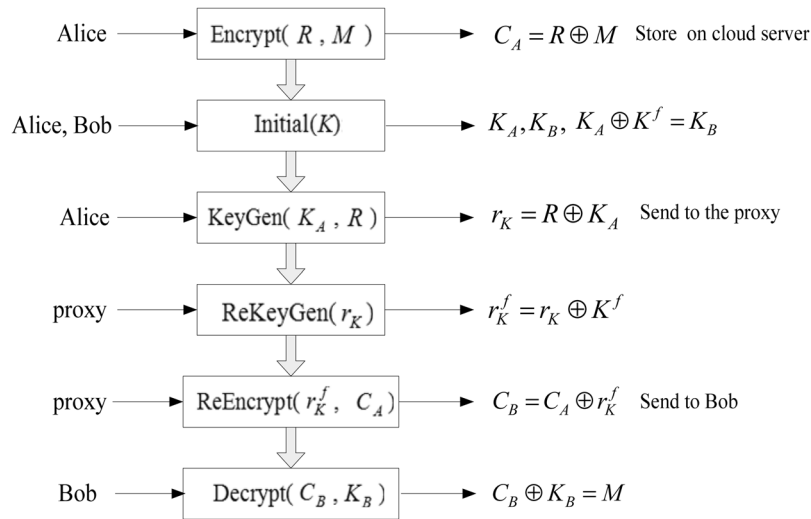 Alice Encrypt( R , M ) C_A = R ⊕ M Store on cloud server
Alice, Bob Initial(K) K_A, K_B, K_A ⊕ K^f = K_B
Alice KeyGen( K_A , R ) r_K = R ⊕ K_A Send to the proxy
proxy ReKeyGen( r_K ) r_K^f = r_K ⊕ K^f
proxy ReEncrypt( r_K^f , C_A ) C_B = C_A ⊕ r_K^f Send to Bob
Bob Decrypt( C_B , K_B ) C_B ⊕ K_B = M